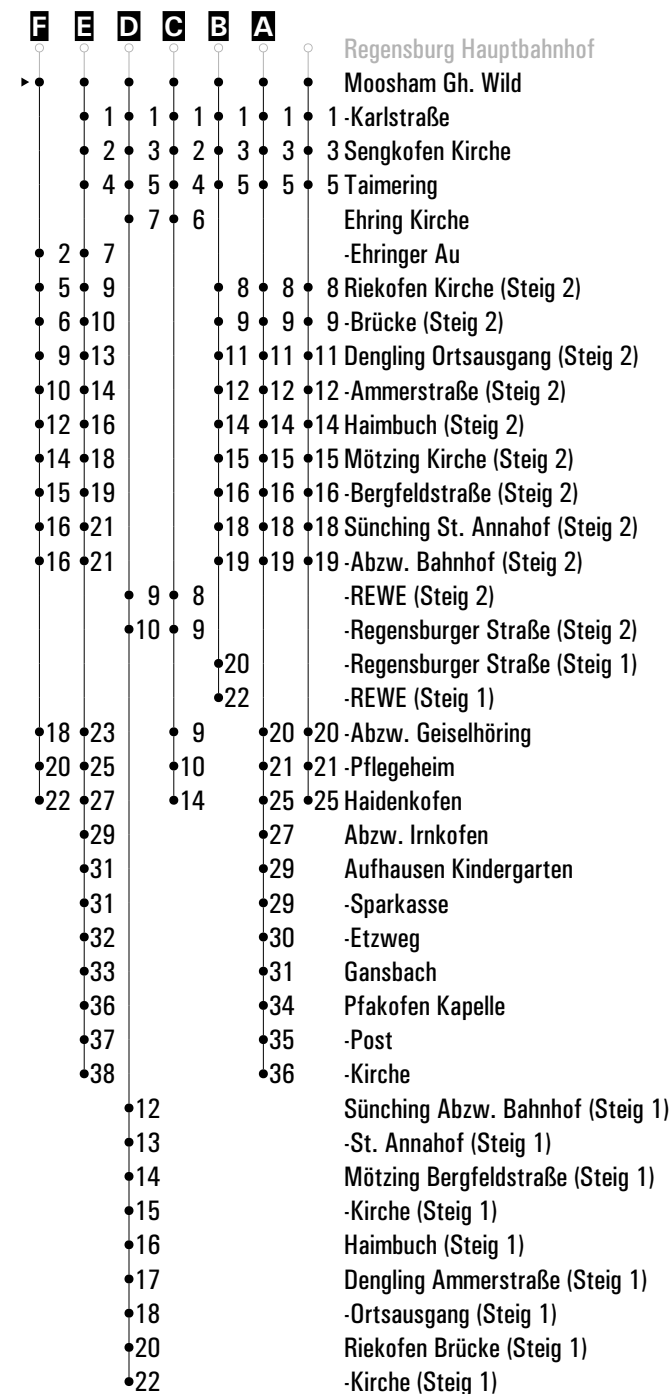 F E D C B A
Regensburg Hauptbahnhof
Moosham Gh. Wild
1 1 1 1 1 1 -Karlstraße
2 3 2 3 3 3 Sengkofen Kirche
4 5 4 5 5 5 Taimering
7 6 Ehring Kirche
2 7 -Ehringer Au
5 9 8 8 8 Riekofen Kirche (Steig 2)
6 10 9 9 9 -Brücke (Steig 2)
9 13 11 11 11 Dengling Ortsausgang (Steig 2)
10 14 12 12 12 -Ammerstraße (Steig 2)
12 16 14 14 14 Haimbuch (Steig 2)
14 18 15 15 15 Mötzing Kirche (Steig 2)
15 19 16 16 16 -Bergfeldstraße (Steig 2)
16 21 18 18 18 Sünching St. Annahof (Steig 2)
16 21 19 19 19 -Abzw. Bahnhof (Steig 2)
9 8 -REWE (Steig 2)
10 9 -Regensburger Straße (Steig 2)
20 -Regensburger Straße (Steig 1)
22 -REWE (Steig 1)
18 23 9 20 20 -Abzw. Geiselhöring
20 25 10 21 21 -Pflegeheim
22 27 14 25 25 Haidenkofen
29 27 Abzw. Irnkofen
31 29 Aufhausen Kindergarten
31 29 -Sparkasse
32 30 -Etzweg
33 31 Gansbach
36 34 Pfakofen Kapelle
37 35 -Post
38 36 -Kirche
12 Sünching Abzw. Bahnhof (Steig 1)
13 -St. Annahof (Steig 1)
14 Mötzing Bergfeldstraße (Steig 1)
15 -Kirche (Steig 1)
16 Haimbuch (Steig 1)
17 Dengling Ammerstraße (Steig 1)
18 -Ortsausgang (Steig 1)
20 Riekofen Brücke (Steig 1)
22 -Kirche (Steig 1)